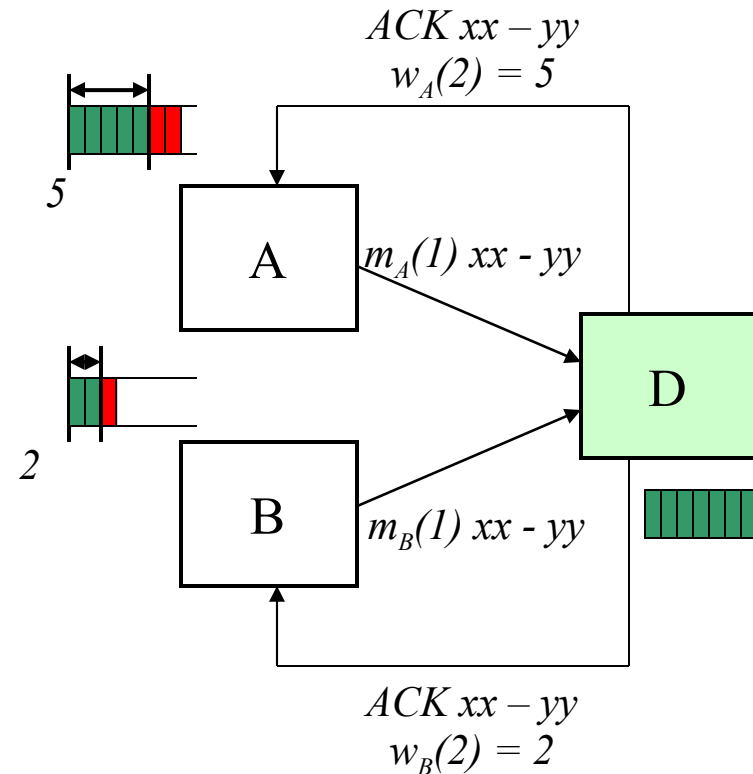 ACK xx – yy
w_A(2) = 5
5
A
m_A(1) xx - yy
D
2
B
m_B(1) xx - yy
ACK xx – yy
w_B(2) = 2